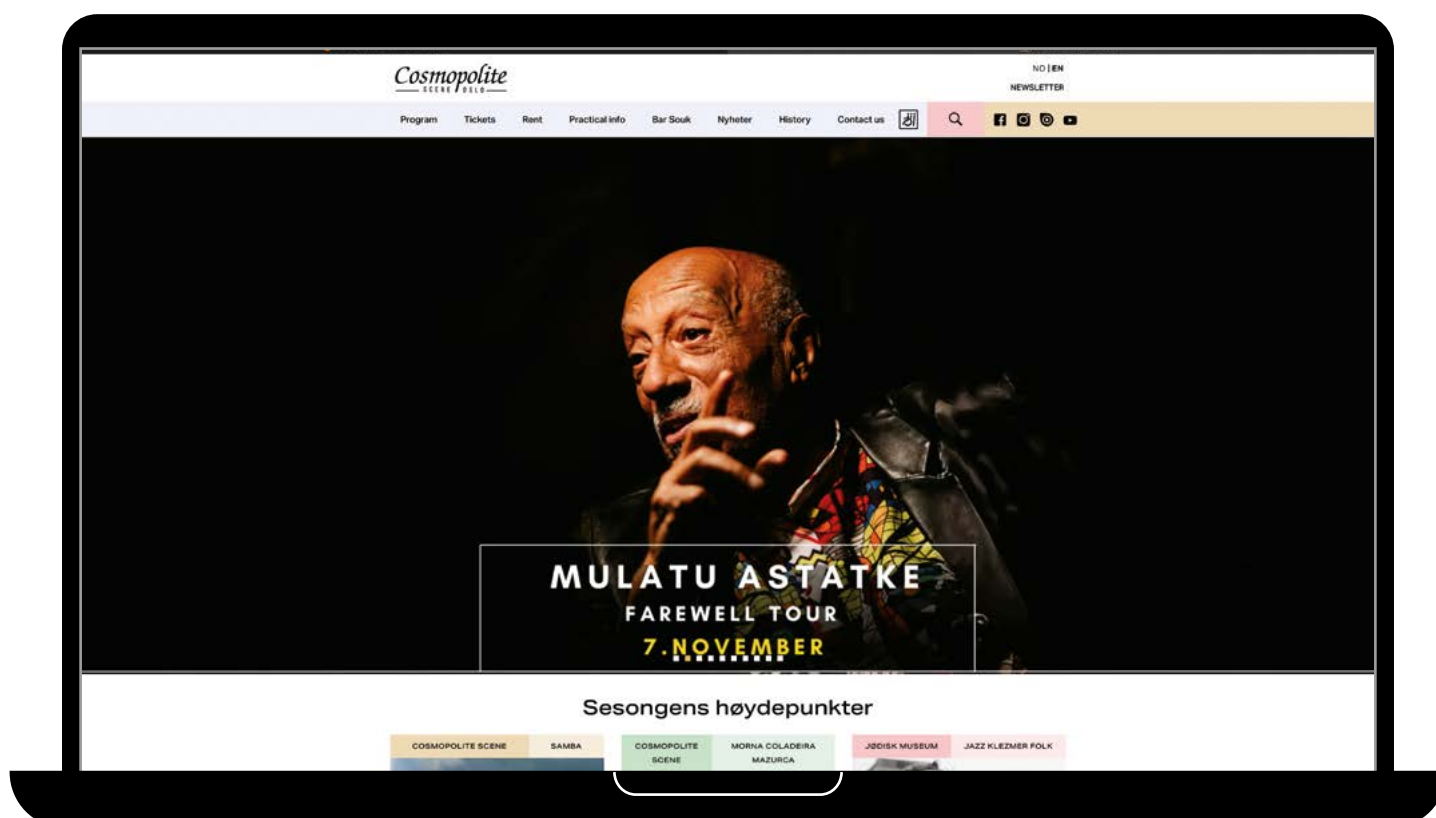 Cosmopolite
SCENE OSLO
NO | EN
NEWSLETTER
Program Tickets Rent Practical info Bar Souk Nyheter History Contact us
MULATU ASTATKE
FAREWELL TOUR
7.NOVEMBER
Sesongens høydepunkter
COSMOPOLITE SCENE SAMBA
COSMOPOLITE MORNA COLADEIRA
SCENE MAZURCA
JØDISK MUSEUM JAZZ KLEZMER FOLK